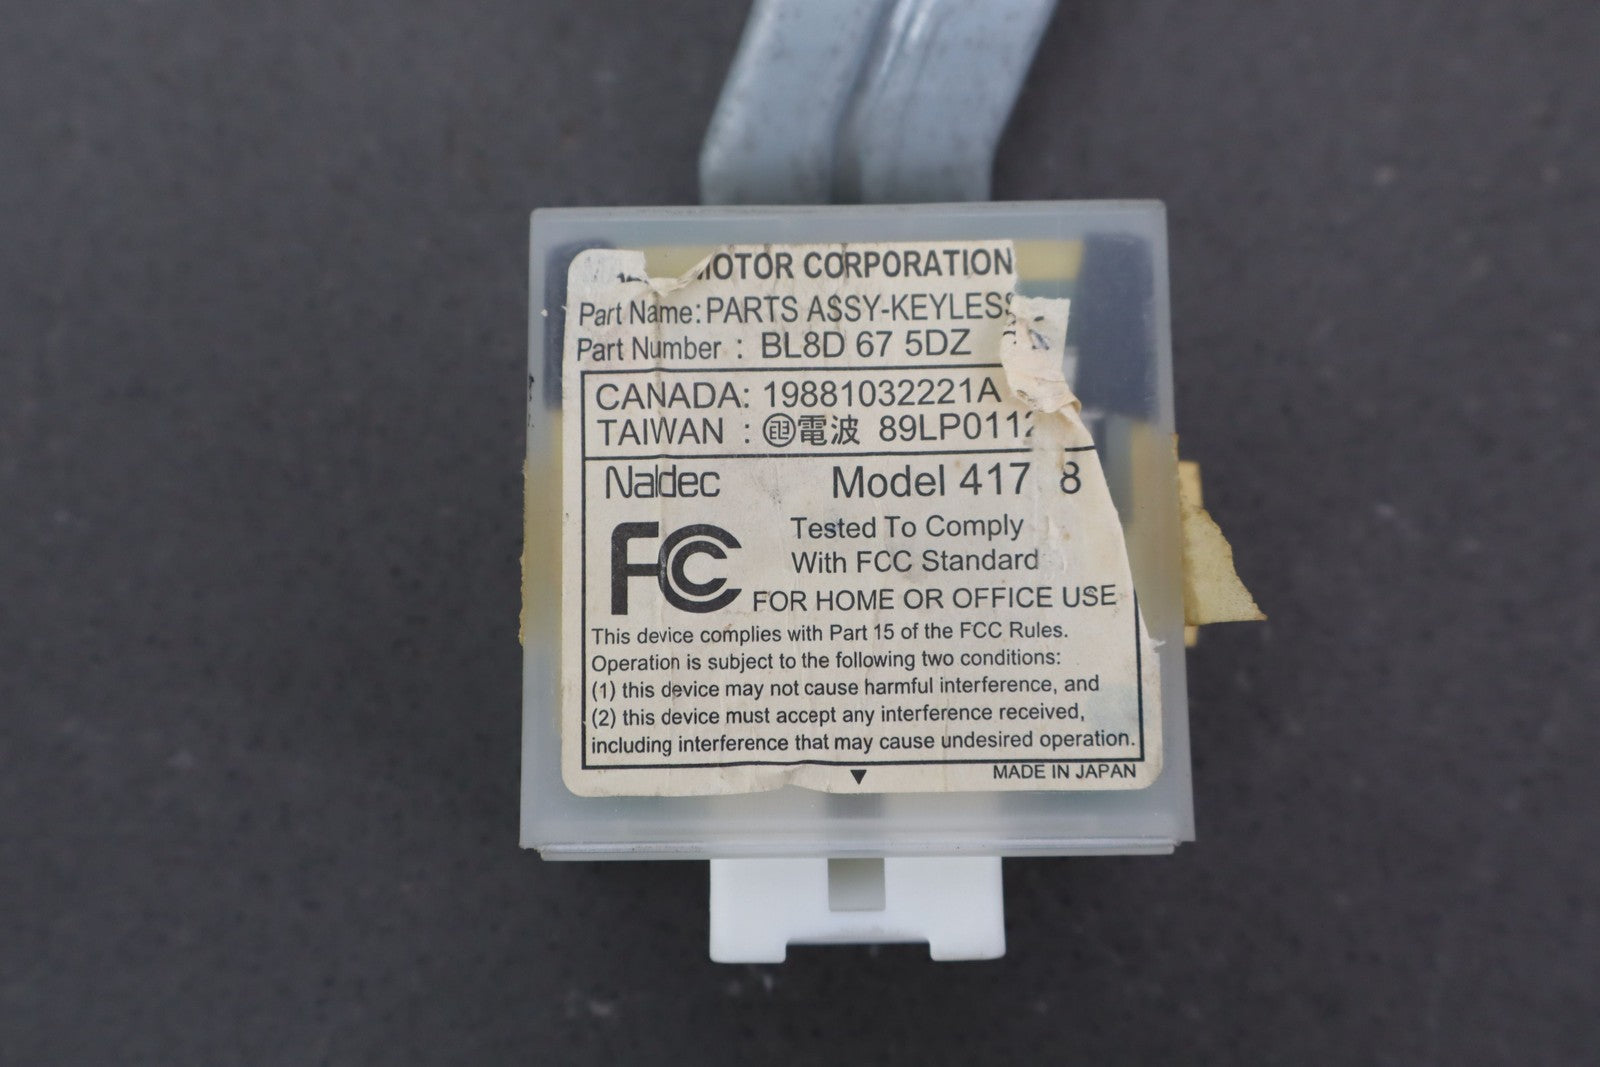 MOTOR CORPORATION
Part Name: PARTS ASSY-KEYLESS
Part Number : BL8D 67 5DZ
CANADA: 19881032221A
TAIWAN : 電波 89LP0112
Naldec Model 417 8
FC Tested To Comply
With FCC Standard
FOR HOME OR OFFICE USE
This device complies with Part 15 of the FCC Rules.
Operation is subject to the following two conditions:
(1) this device may not cause harmful interference, and
(2) this device must accept any interference received,
including interference that may cause undesired operation.
MADE IN JAPAN